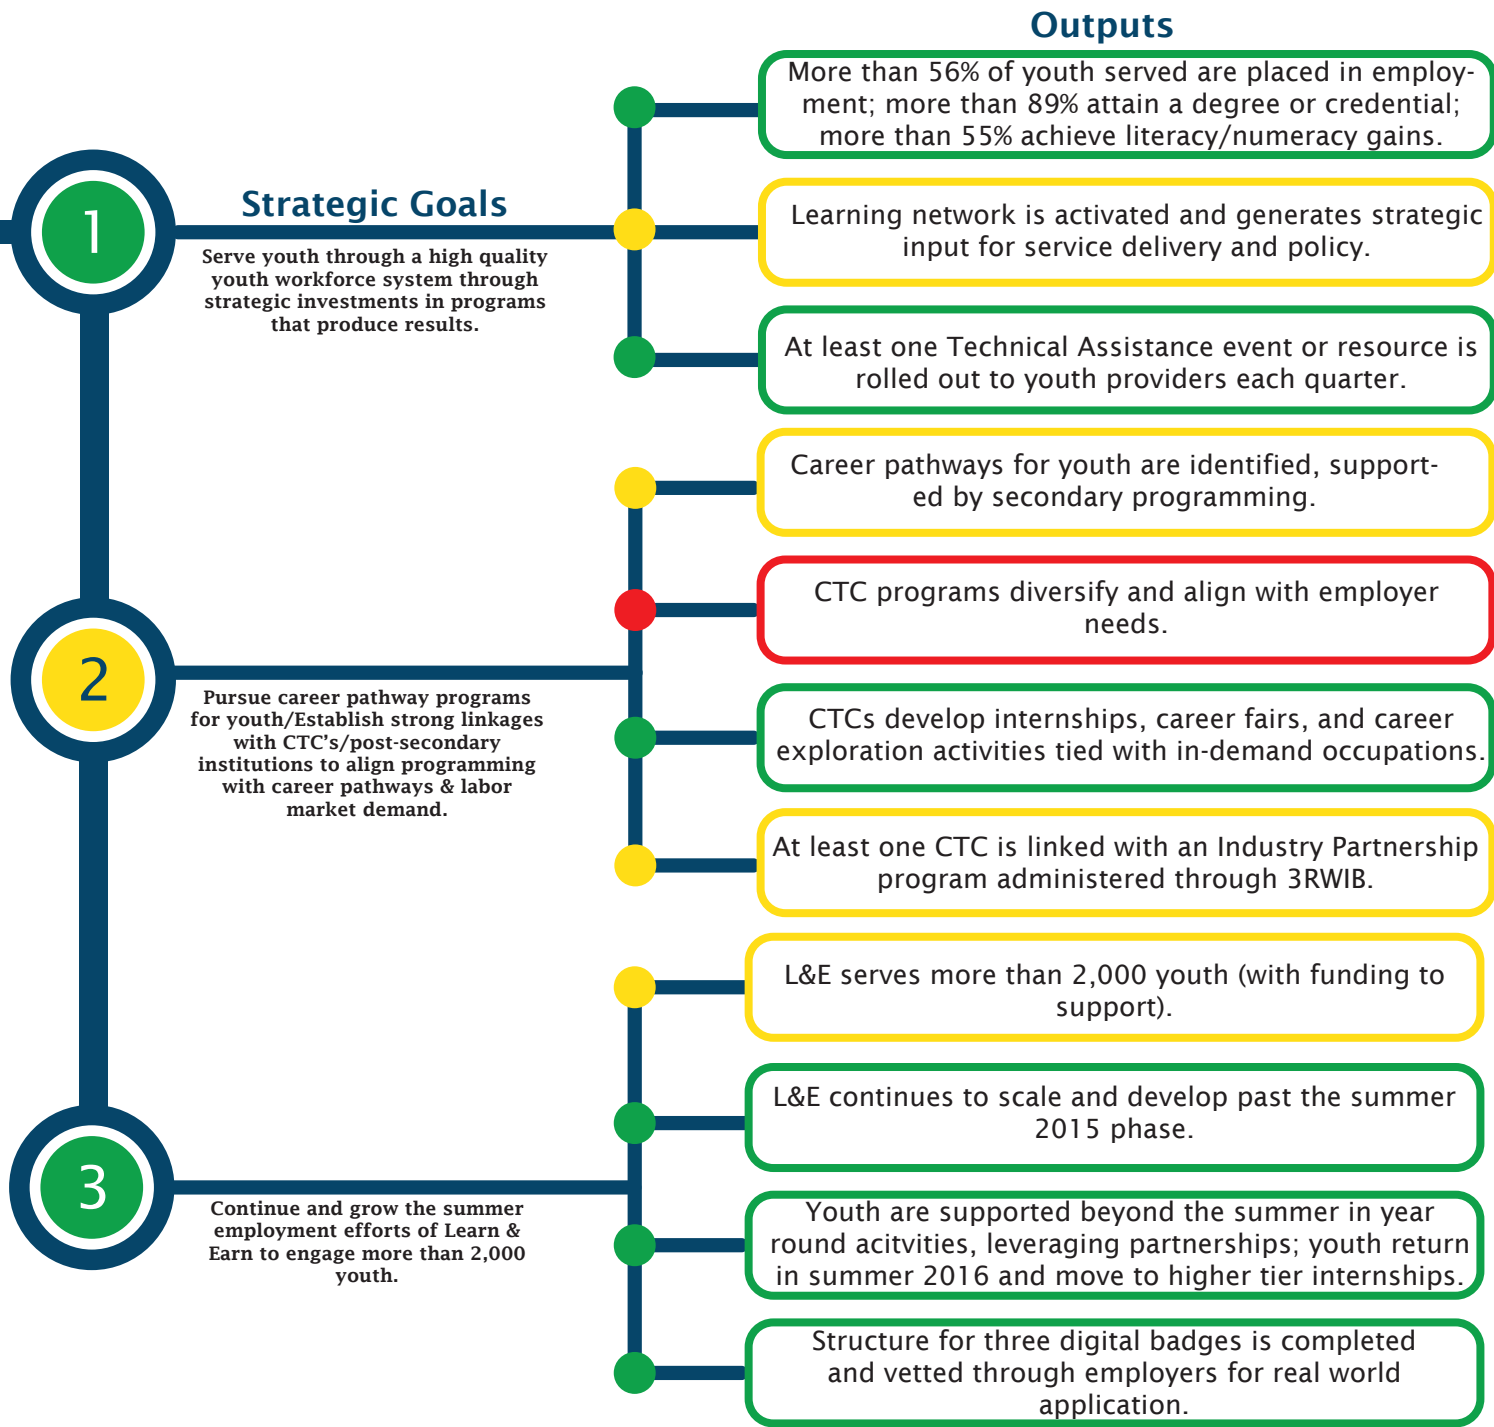 Outputs
More than 56% of youth served are placed in employ-
ment; more than 89% attain a degree or credential;
more than 55% achieve literacy/numeracy gains.
1
Strategic Goals
Serve youth through a high quality
youth workforce system through
strategic investments in programs
that produce results.
Learning network is activated and generates strategic
input for service delivery and policy.
At least one Technical Assistance event or resource is
rolled out to youth providers each quarter.
2
Pursue career pathway programs
for youth/Establish strong linkages
with CTC's/post-secondary
institutions to align programming
with career pathways & labor
market demand.
Career pathways for youth are identified, support-
ed by secondary programming.
CTC programs diversify and align with employer
needs.
CTCs develop internships, career fairs, and career
exploration activities tied with in-demand occupations.
At least one CTC is linked with an Industry Partnership
program administered through 3RWIB.
3
Continue and grow the summer
employment efforts of Learn &
Earn to engage more than 2,000
youth.
L&E serves more than 2,000 youth (with funding to
support).
L&E continues to scale and develop past the summer
2015 phase.
Youth are supported beyond the summer in year
round acitvities, leveraging partnerships; youth return
in summer 2016 and move to higher tier internships.
Structure for three digital badges is completed
and vetted through employers for real world
application.